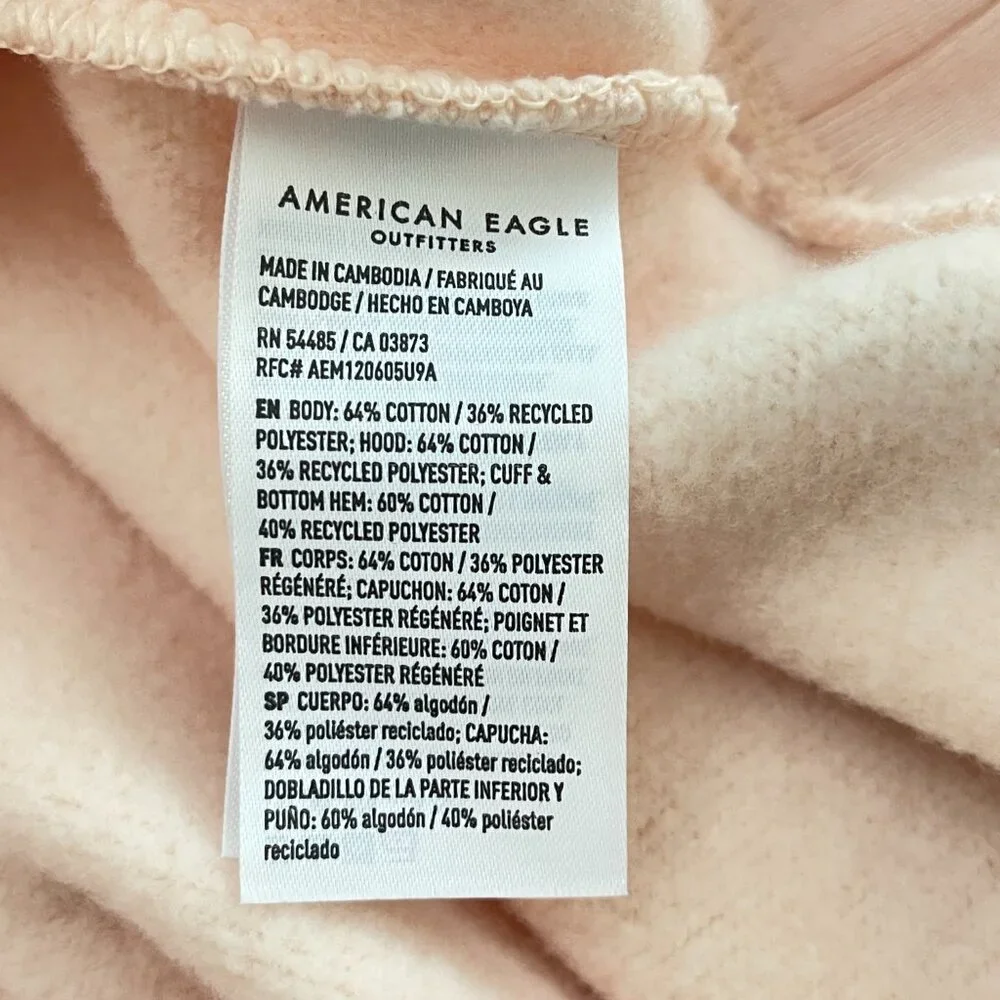 AMERICAN EAGLE
OUTFITTERS
MADE IN CAMBODIA / FABRIQUÉ AU
CAMBODGE / HECHO EN CAMBOYA
RN 54485 / CA 03873
RFC# AEM120605U9A
EN BODY: 64% COTTON / 36% RECYCLED
POLYESTER; HOOD: 64% COTTON /
36% RECYCLED POLYESTER; CUFF &
BOTTOM HEM: 60% COTTON /
40% RECYCLED POLYESTER
FR CORPS: 64% COTON / 36% POLYESTER
RÉGÉNÉRÉ; CAPUCHON: 64% COTON /
36% POLYESTER RÉGÉNÉRÉ; POIGNET ET
BORDURE INFÉRIEURE: 60% COTON /
40% POLYESTER RÉGÉNÉRÉ
SP CUERPO: 64% algodón /
36% poliéster reciclado; CAPUCHA:
64% algodón / 36% poliéster reciclado;
DOBLADILLO DE LA PARTE INFERIOR Y
PUÑO: 60% algodón / 40% poliéster
reciclado